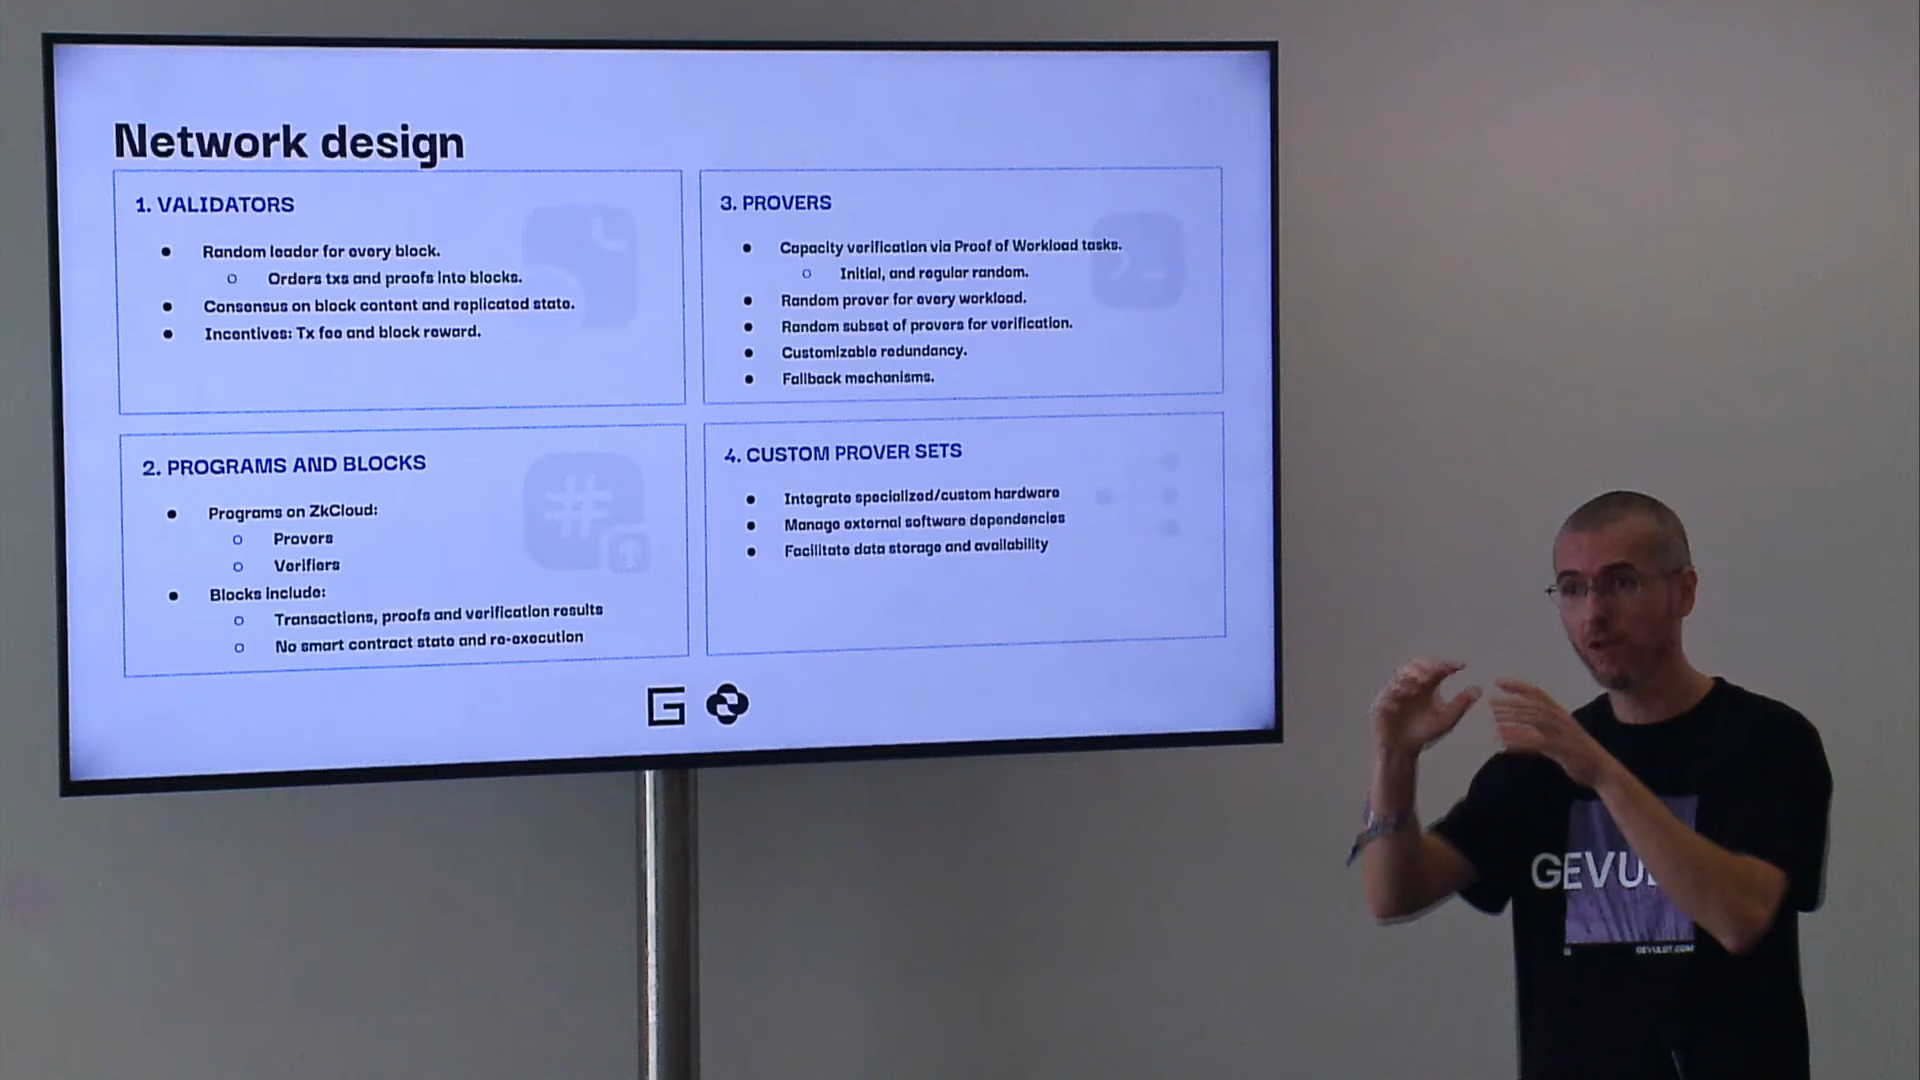 Network design
1. VALIDATORS
● Random leader for every block.
○ Orders txs and proofs into blocks.
● Consensus on block content and replicated state.
● Incentives: Tx fee and block reward.
2. PROGRAMS AND BLOCKS
● Programs on ZkCloud:
○ Provers
○ Verifiers
● Blocks include:
○ Transactions, proofs and verification results
○ No smart contract state and re-execution
3. PROVERS
● Capacity verification via Proof of Workload tasks.
○ Initial, and regular random.
● Random prover for every workload.
● Random subset of provers for verification.
● Customizable redundancy.
● Fallback mechanisms.
4. CUSTOM PROVER SETS
● Integrate specialized/custom hardware
● Manage external software dependencies
● Facilitate data storage and availability
G
GEVU
GEVULOT.COM